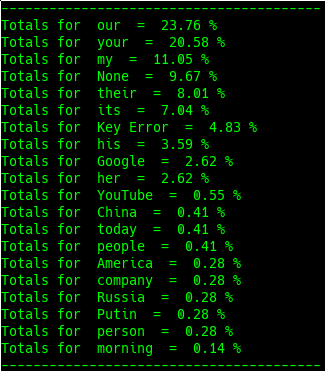 ----------------------------------------
Totals for  our  =  23.76 %
Totals for  your  =  20.58 %
Totals for  my  =  11.05 %
Totals for  None  =  9.67 %
Totals for  their  =  8.01 %
Totals for  its  =  7.04 %
Totals for  Key Error  =  4.83 %
Totals for  his  =  3.59 %
Totals for  Google  =  2.62 %
Totals for  her  =  2.62 %
Totals for  YouTube  =  0.55 %
Totals for  China  =  0.41 %
Totals for  today  =  0.41 %
Totals for  people  =  0.41 %
Totals for  America  =  0.28 %
Totals for  company  =  0.28 %
Totals for  Russia  =  0.28 %
Totals for  Putin  =  0.28 %
Totals for  person  =  0.28 %
Totals for  morning  =  0.14 %
----------------------------------------